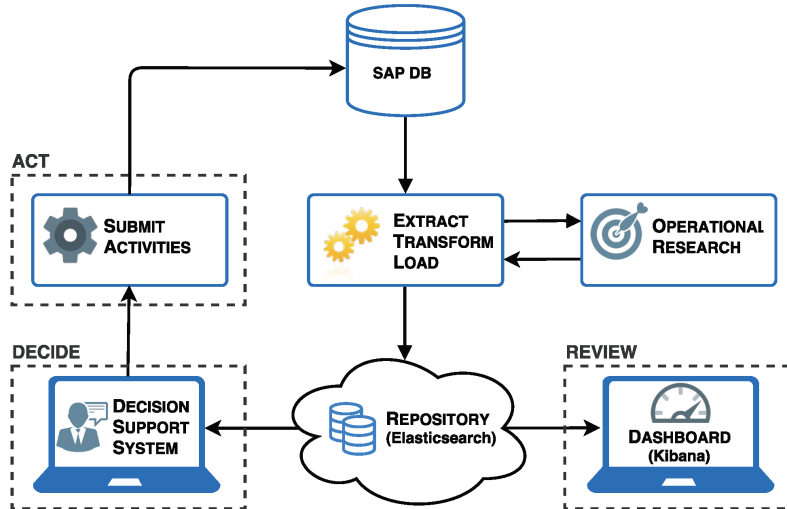 SAP DB
ACT
SUBMIT
ACTIVITIES
EXTRACT
TRANSFORM
LOAD
OPERATIONAL
RESEARCH
DECIDE
DECISION
SUPPORT
SYSTEM
REPOSITORY
(Elasticsearch)
REVIEW
DASHBOARD
(Kibana)